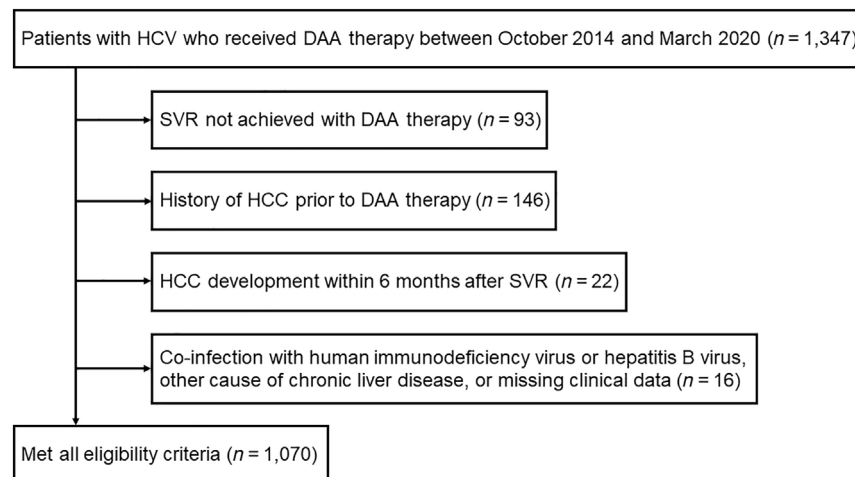 Patients with HCV who received DAA therapy between October 2014 and March 2020 (n = 1,347)
SVR not achieved with DAA therapy (n = 93)
History of HCC prior to DAA therapy (n = 146)
HCC development within 6 months after SVR (n = 22)
Co-infection with human immunodeficiency virus or hepatitis B virus,
other cause of chronic liver disease, or missing clinical data (n = 16)
Met all eligibility criteria (n = 1,070)